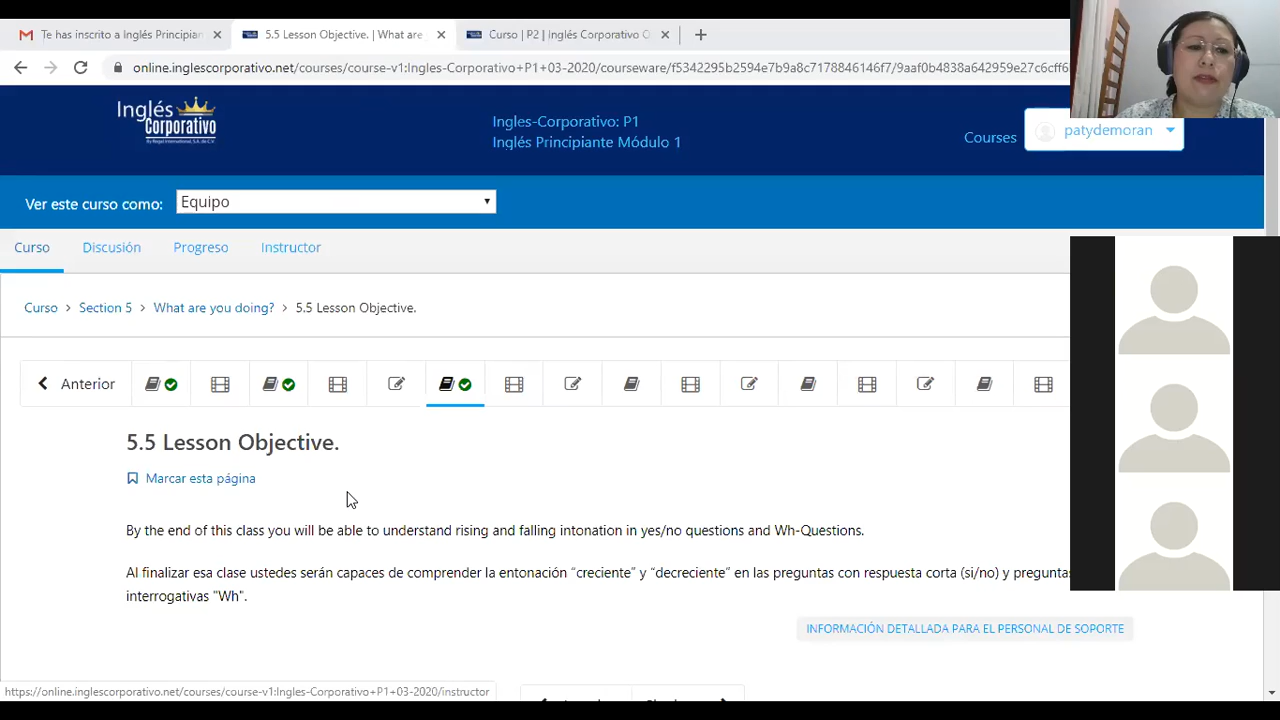 Te has inscrito a Inglés Principian
5.5 Lesson Objective. | What are
Curso | P2 | Inglés Corporativo O
online.inglescorporativo.net/courses/course-v1:Ingles-Corporativo+P1+03-2020/courseware/f5342295b2594e7b9a8c7178846146f7/9aaf0b4838a642959e27c6cff6
Inglés
Corporativo
By Regal International, S.A. de C.V.
Ingles-Corporativo: P1
Inglés Principiante Módulo 1
Courses
patydemoran
Ver este curso como:
Equipo
Curso
Discusión
Progreso
Instructor
Curso > Section 5 > What are you doing? > 5.5 Lesson Objective.
Anterior
5.5 Lesson Objective.
Marcar esta página
By the end of this class you will be able to understand rising and falling intonation in yes/no questions and Wh-Questions.
Al finalizar esa clase ustedes serán capaces de comprender la entonación “creciente” y “decreciente” en las preguntas con respuesta corta (si/no) y preguntas
interrogativas "Wh".
INFORMACIÓN DETALLADA PARA EL PERSONAL DE SOPORTE
https://online.inglescorporativo.net/courses/course-v1:Ingles-Corporativo+P1+03-2020/instructor